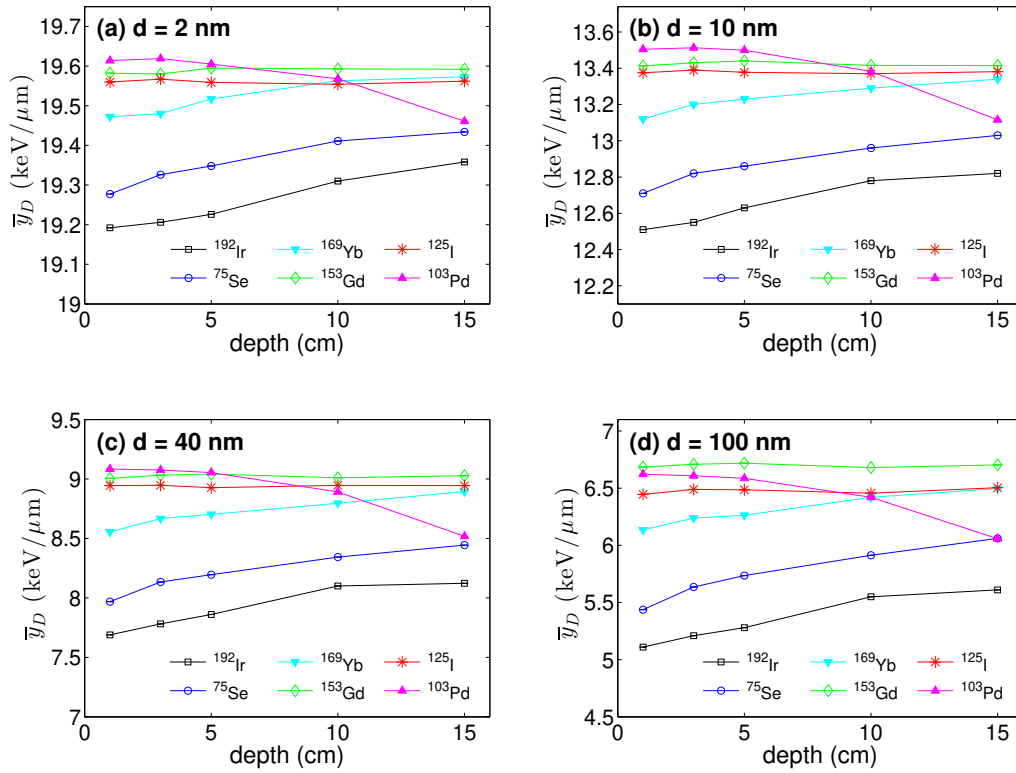 (a) d = 2 nm
19.7
19.6
19.5
19.4
19.3
19.2
19.1
19
0 5 10 15
depth (cm)
y̅_D (keV/μm)
¹⁹²Ir ¹⁶⁹Yb ¹²⁵I
⁷⁵Se ¹⁵³Gd ¹⁰³Pd
(b) d = 10 nm
13.6
13.4
13.2
13
12.8
12.6
12.4
12.2
0 5 10 15
depth (cm)
y̅_D (keV/μm)
¹⁹²Ir ¹⁶⁹Yb ¹²⁵I
⁷⁵Se ¹⁵³Gd ¹⁰³Pd
(c) d = 40 nm
9.5
9
8.5
8
7.5
7
0 5 10 15
depth (cm)
y̅_D (keV/μm)
¹⁹²Ir ¹⁶⁹Yb ¹²⁵I
⁷⁵Se ¹⁵³Gd ¹⁰³Pd
(d) d = 100 nm
7
6.5
6
5.5
5
4.5
0 5 10 15
depth (cm)
y̅_D (keV/μm)
¹⁹²Ir ¹⁶⁹Yb ¹²⁵I
⁷⁵Se ¹⁵³Gd ¹⁰³Pd